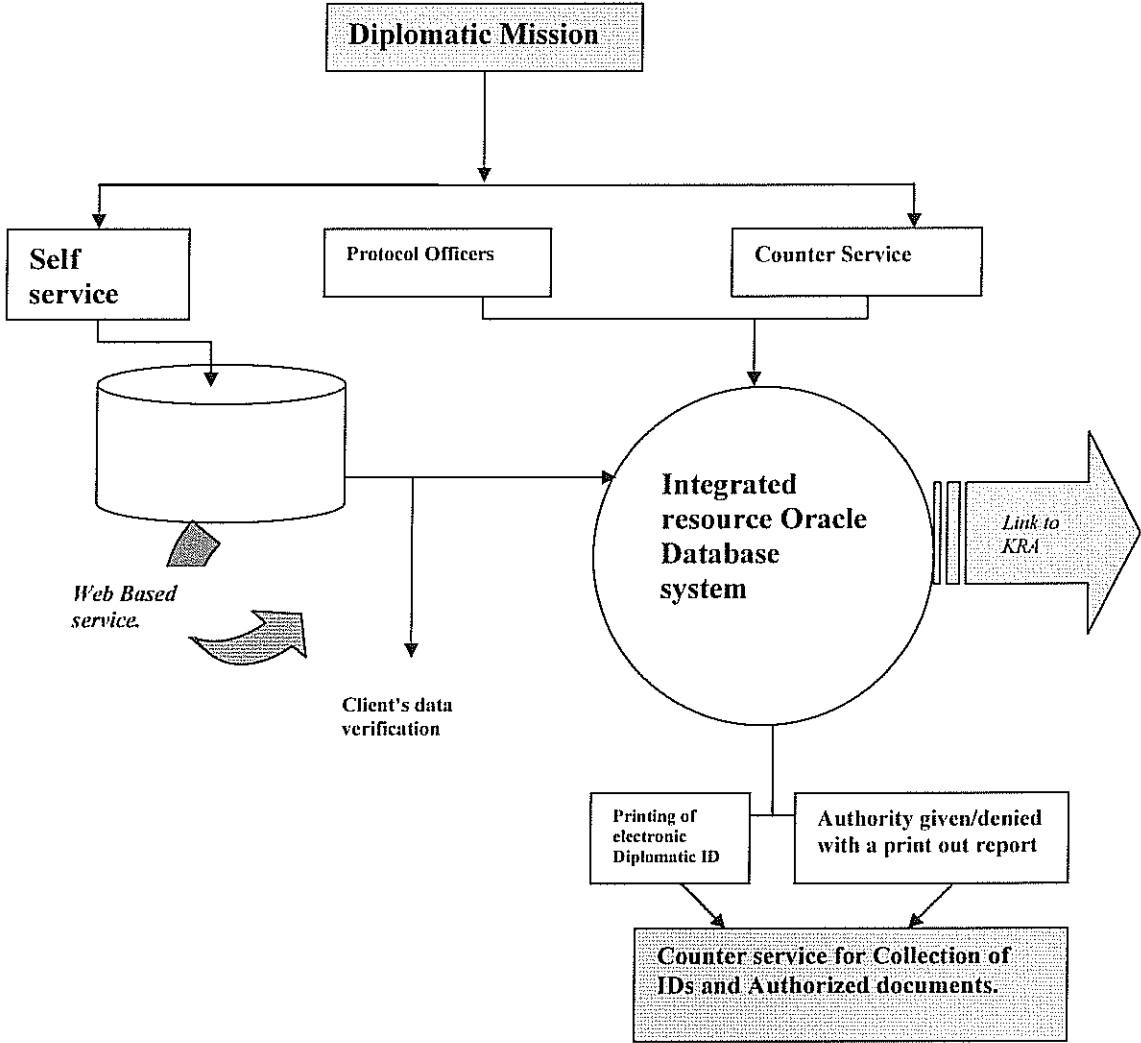 Diplomatic Mission
Self
service
Protocol Officers
Counter Service
Integrated
resource Oracle
Database
system
Link to
KRA
Web Based
service.
Client's data
verification
Printing of
electronic
Diplomatic ID
Authority given/denied
with a print out report
Counter service for Collection of
IDs and Authorized documents.